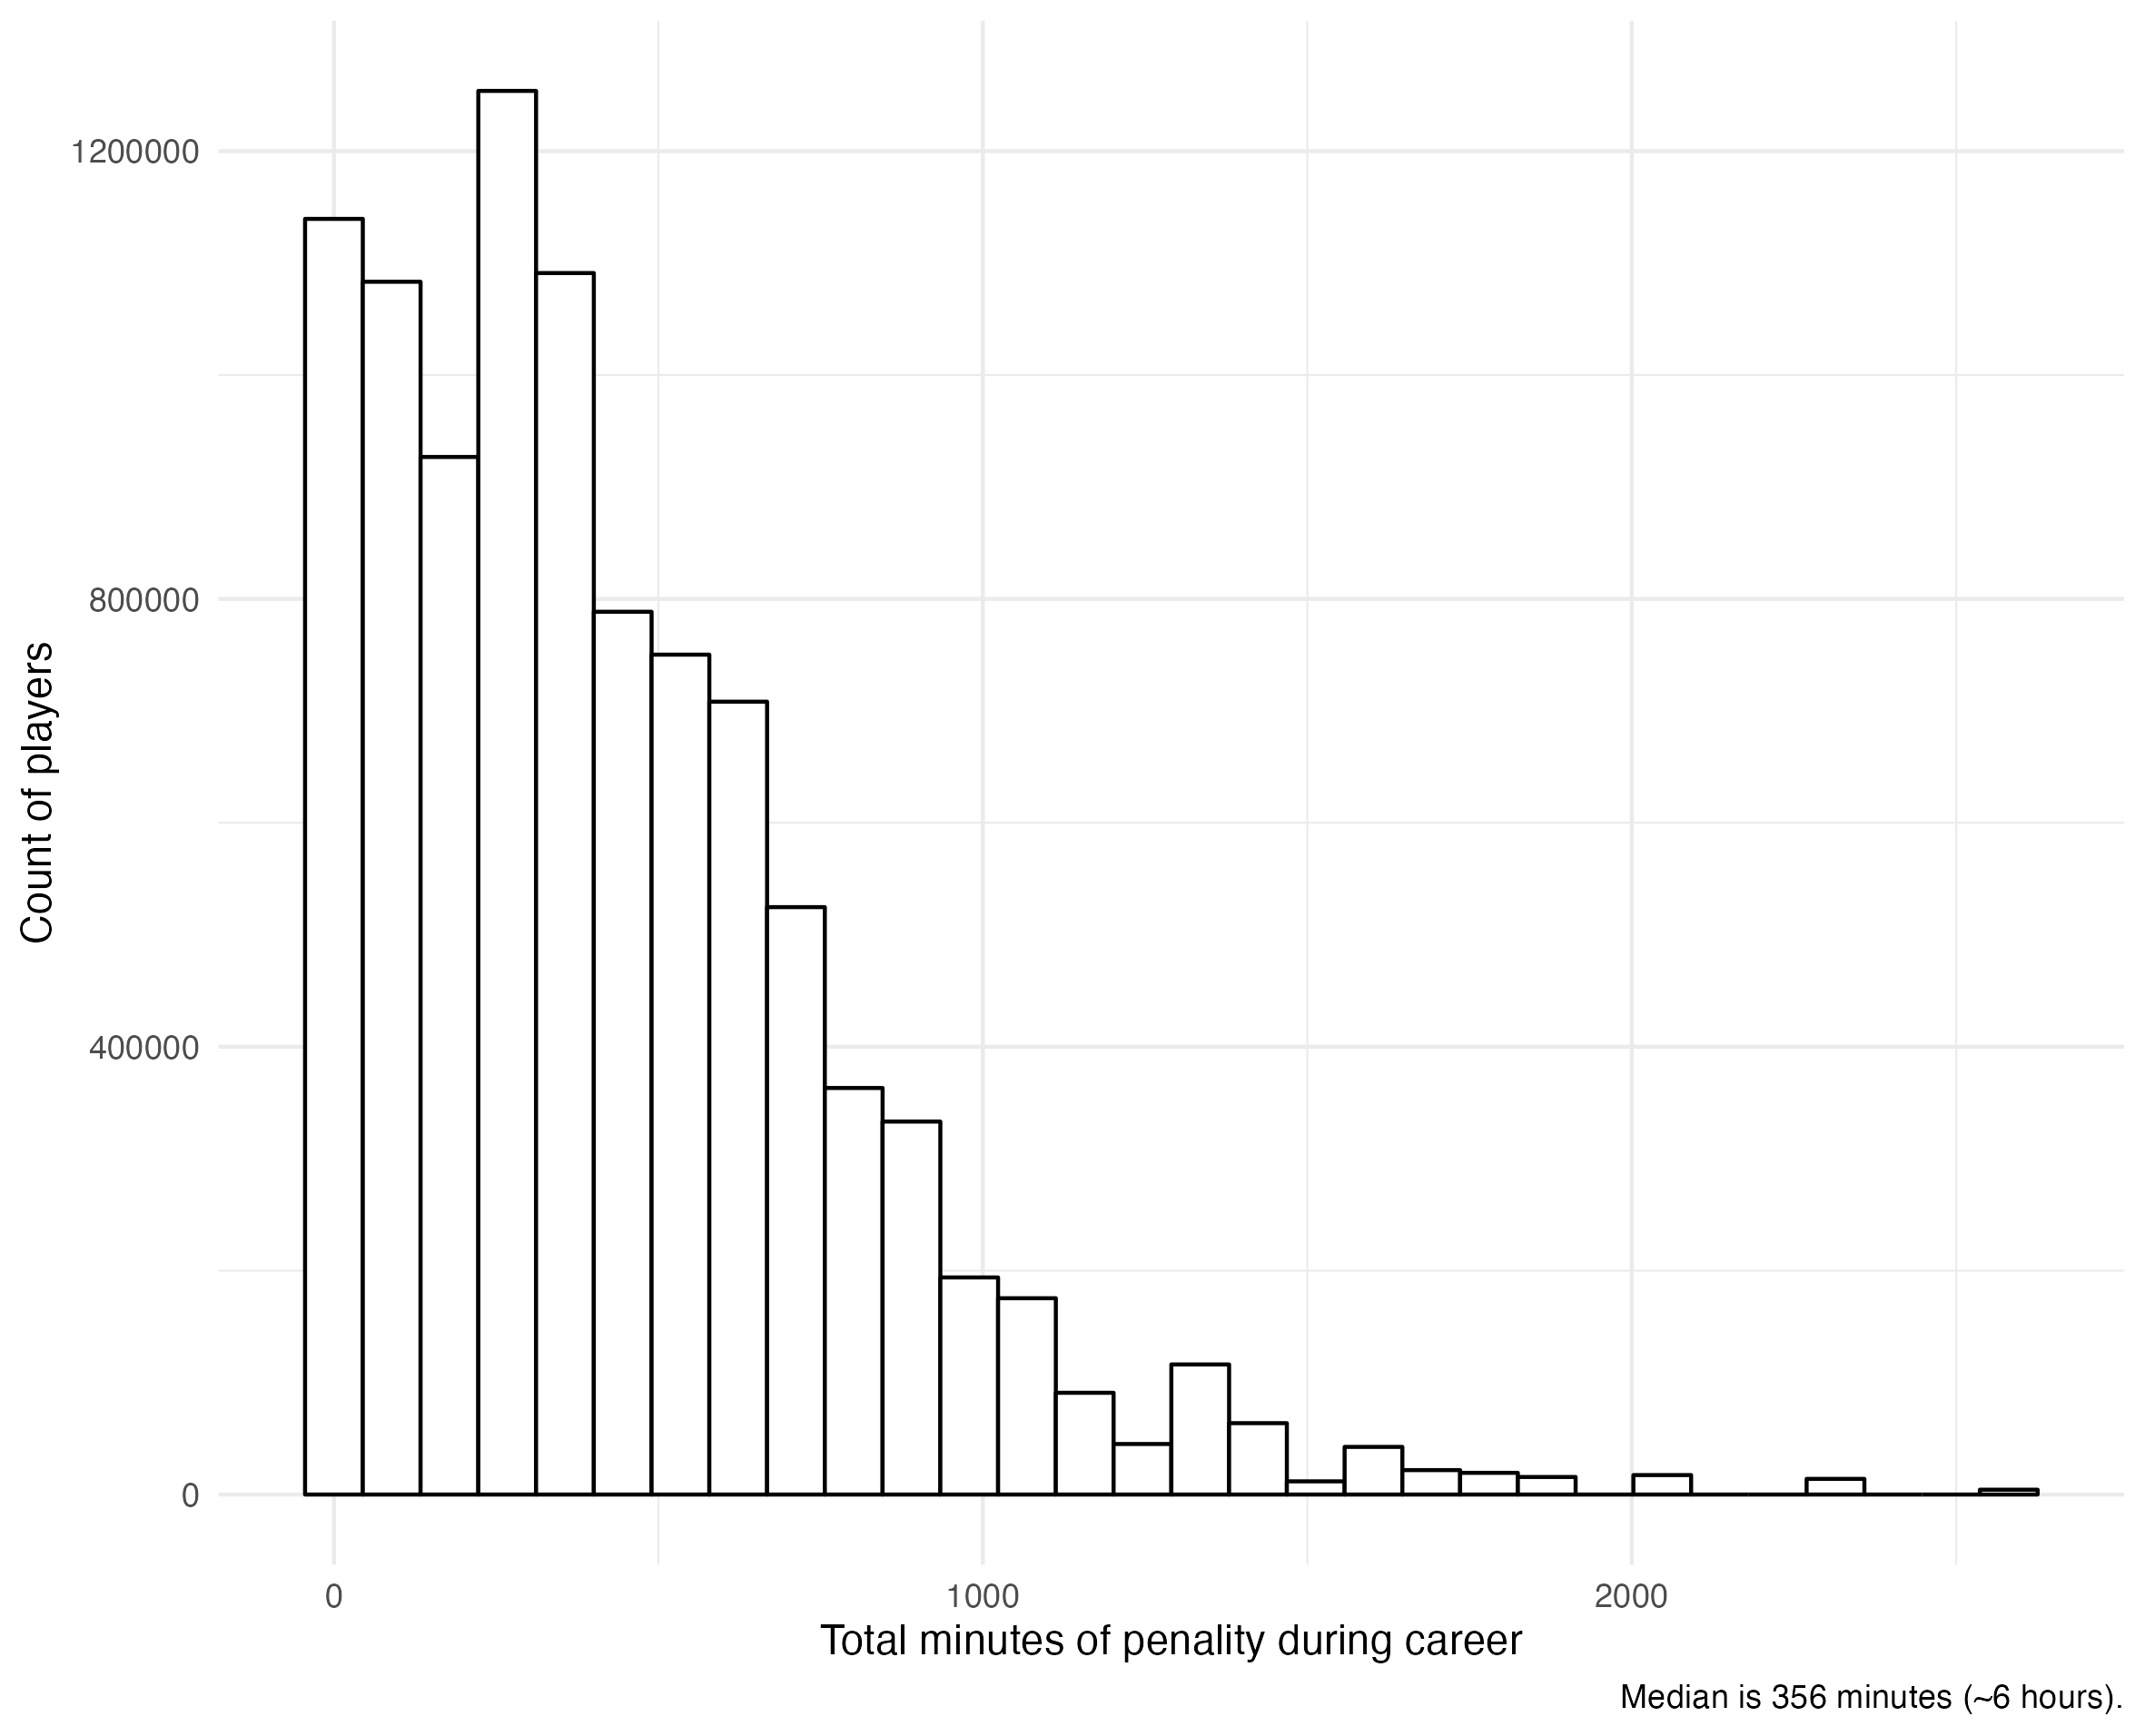 Count of players
1200000
800000
400000
0
0 1000 2000
Total minutes of penality during career
Median is 356 minutes (~6 hours).